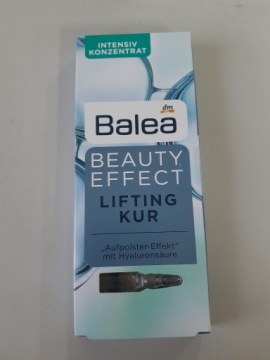 INTENSIV
KONZENTRAT
dm
Balea
BEAUTY
EFFECT
LIFTING
KUR
„Aufpolster-Effekt“
mit Hyaluronsäure